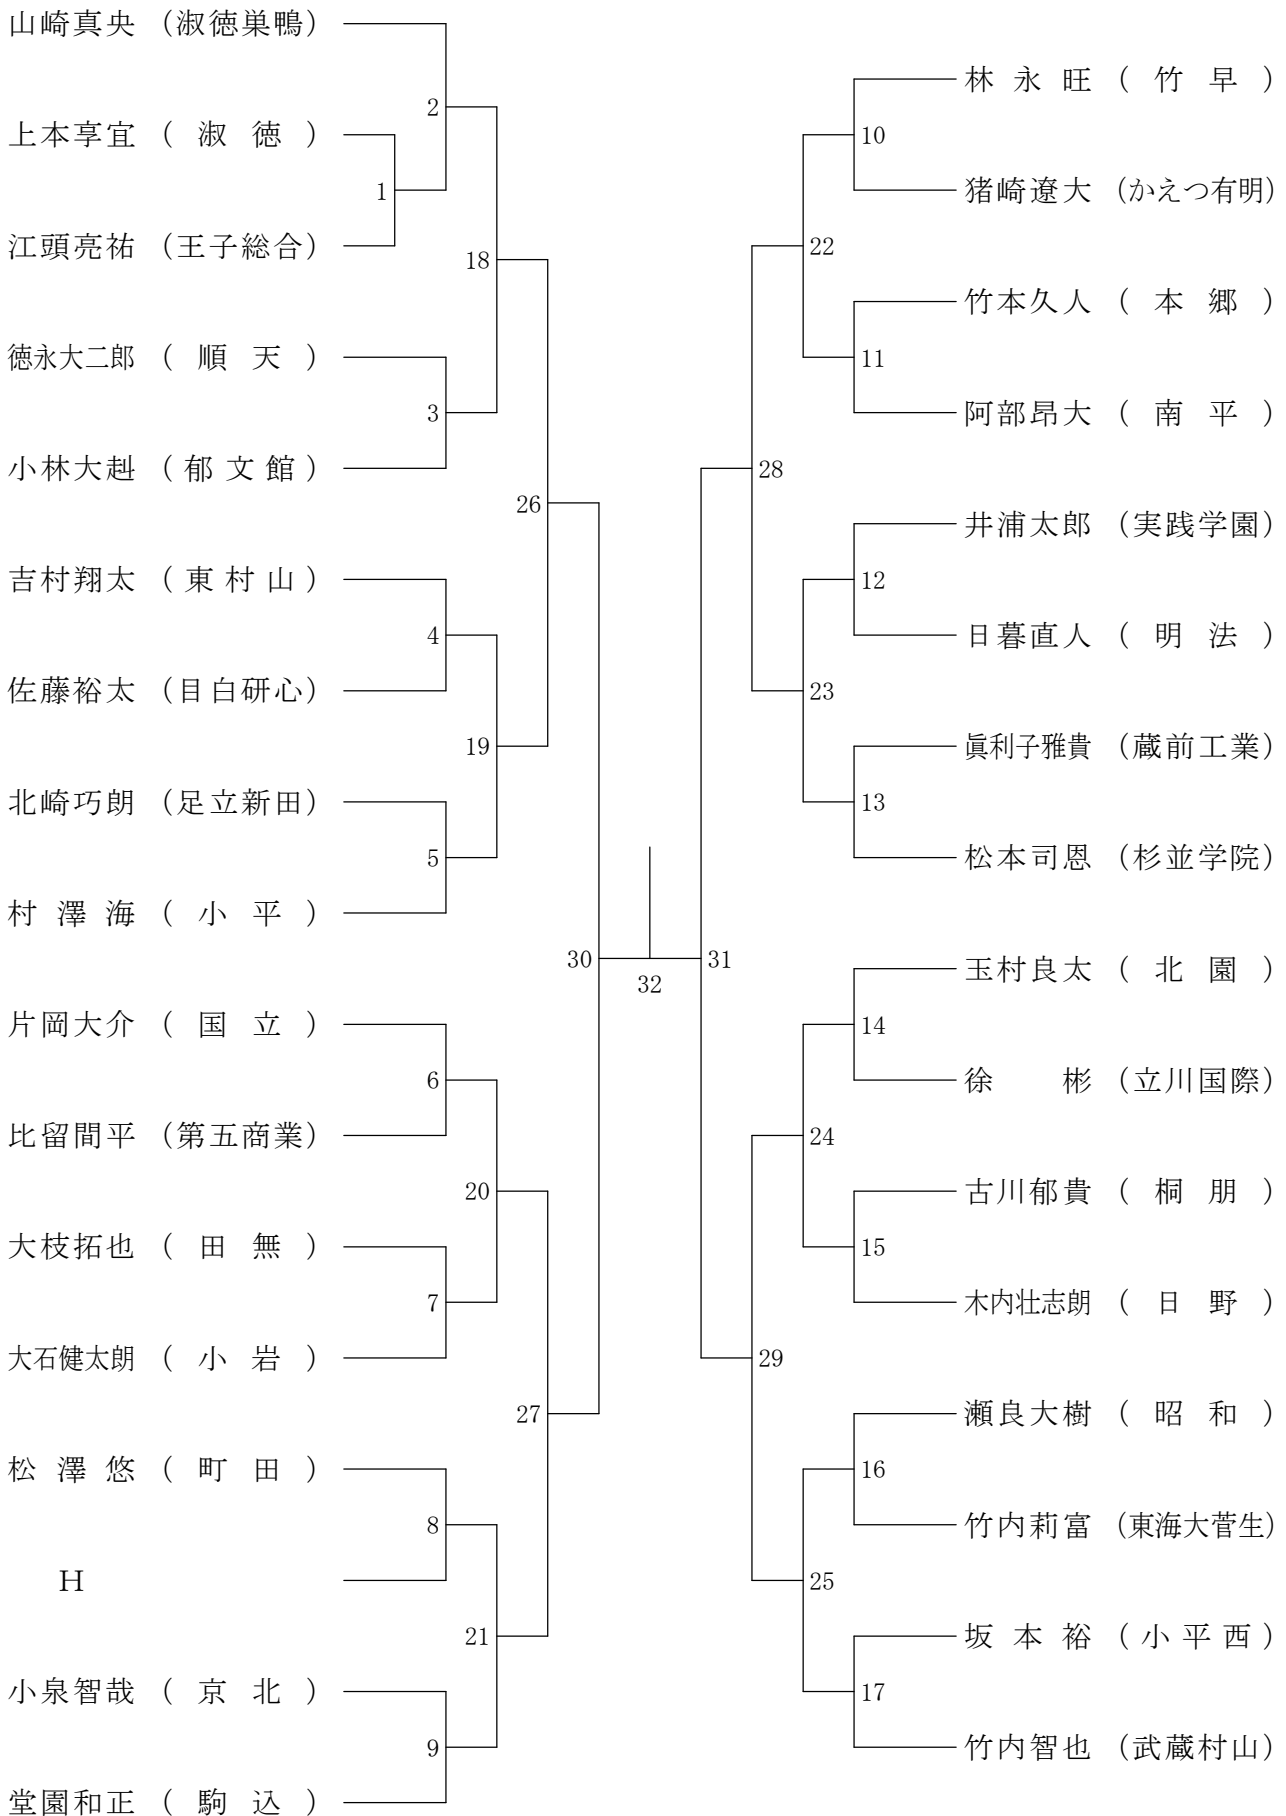 山崎真央 (淑徳巣鴨)
上本享宜 ( 淑 徳 )
江頭亮祐 (王子総合)
徳永大二郎 ( 順 天 )
小林大赳 ( 郁 文 館 )
吉村翔太 ( 東 村 山 )
佐藤裕太 (目白研心)
北崎巧朗 (足立新田)
村 澤 海 ( 小 平 )
片岡大介 ( 国 立 )
比留間平 (第五商業)
大枝拓也 ( 田 無 )
大石健太朗 ( 小 岩 )
松 澤 悠 ( 町 田 )
H
小泉智哉 ( 京 北 )
堂園和正 ( 駒 込 )
1
2
3
4
5
6
7
8
9
18
19
20
21
26
27
30
32
31
28
29
22
23
24
25
10
11
12
13
14
15
16
17
林 永 旺 ( 竹 早 )
猪崎遼大 (かえつ有明)
竹本久人 ( 本 郷 )
阿部昂大 ( 南 平 )
井浦太郎 (実践学園)
日暮直人 ( 明 法 )
眞利子雅貴 (蔵前工業)
松本司恩 (杉並学院)
玉村良太 ( 北 園 )
徐 彬 (立川国際)
古川郁貴 ( 桐 朋 )
木内壮志朗 ( 日 野 )
瀬良大樹 ( 昭 和 )
竹内莉富 (東海大菅生)
坂 本 裕 ( 小 平 西 )
竹内智也 (武蔵村山)